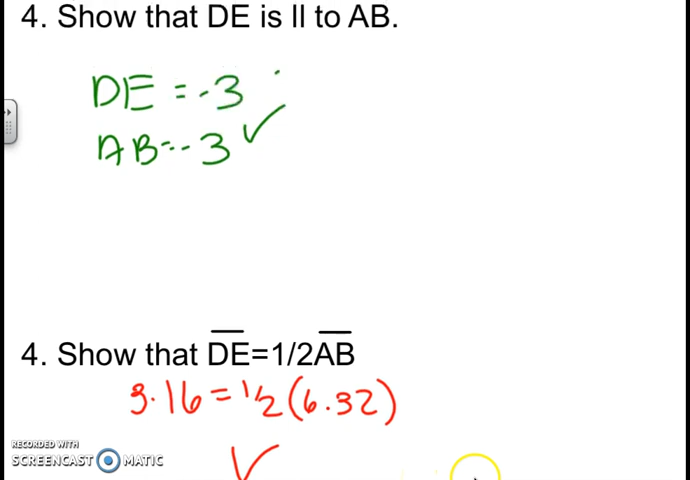 4. Show that DE is II to AB.
DE = -3
AB = -3
4. Show that DE=1/2AB
3.16 = 1/2 (6.32)
RECORDED WITH
SCREENCAST MATIC